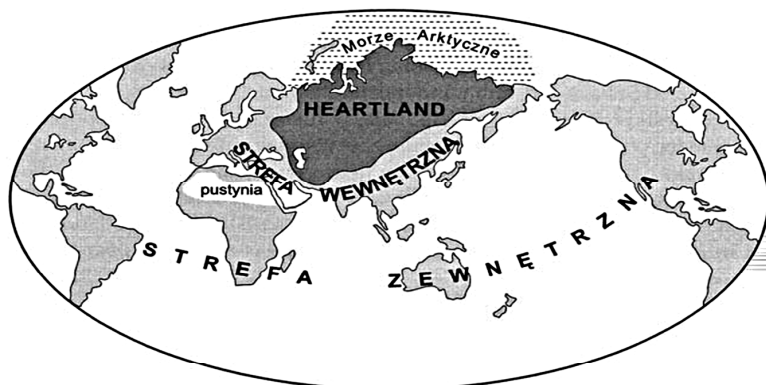 Morze Arktyczne
HEARTLAND
STREFA WEWNĘTRZNA
pustynia
STREFA ZEWNĘTRZNA